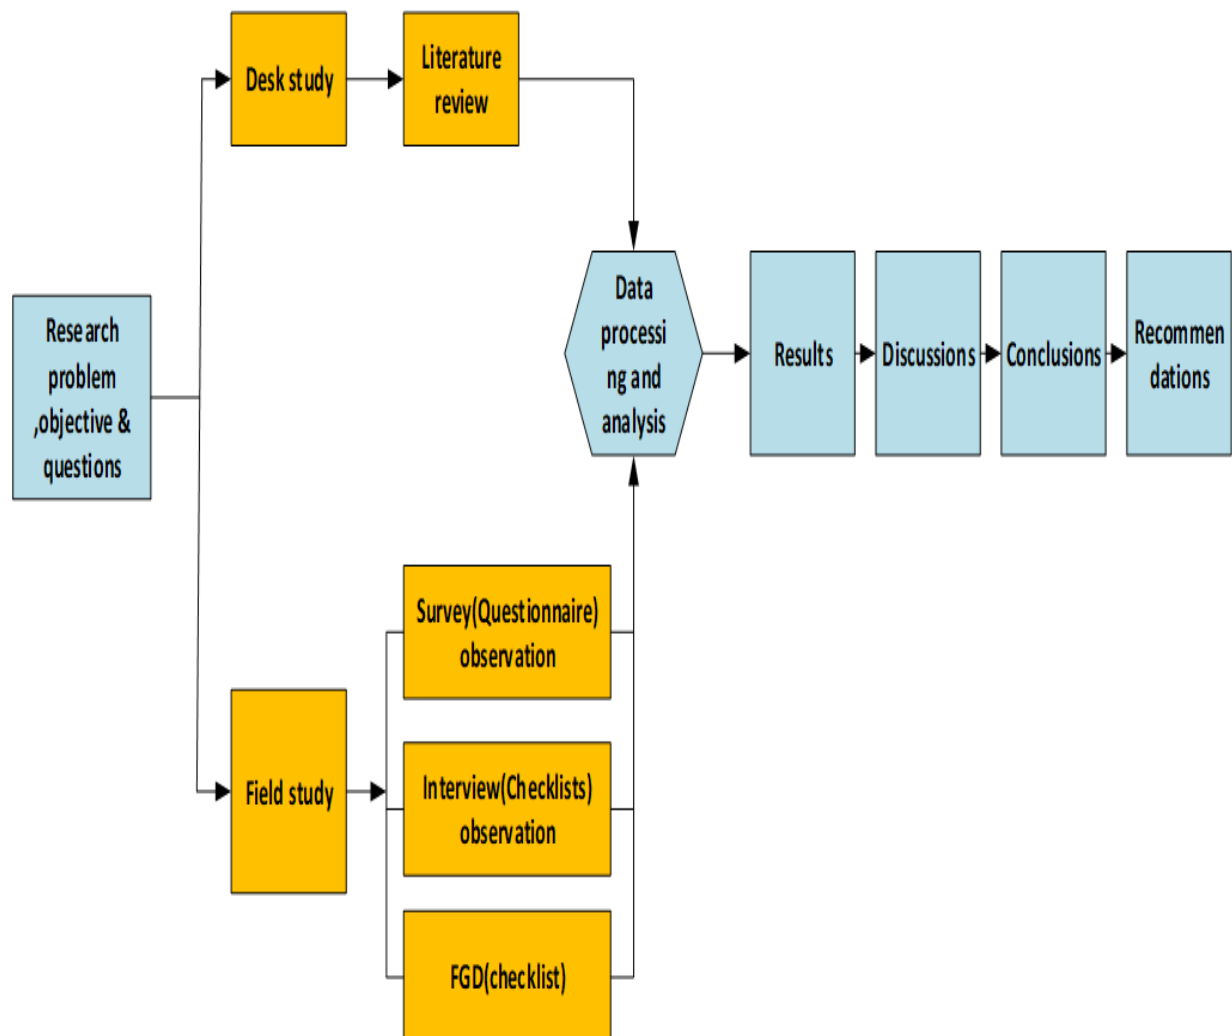 Desk study
Literature
review
Research
problem
,objective &
questions
Data
processi
ng and
analysis
Results
Discussions
Conclusions
Recommen
dations
Survey(Questionnaire)
observation
Field study
Interview(Checklists)
observation
FGD(checklist)